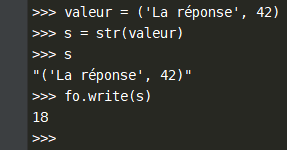 >>> valeur = ('La réponse', 42)
>>> s = str(valeur)
>>> s
"('La réponse', 42)"
>>> fo.write(s)
18
>>>